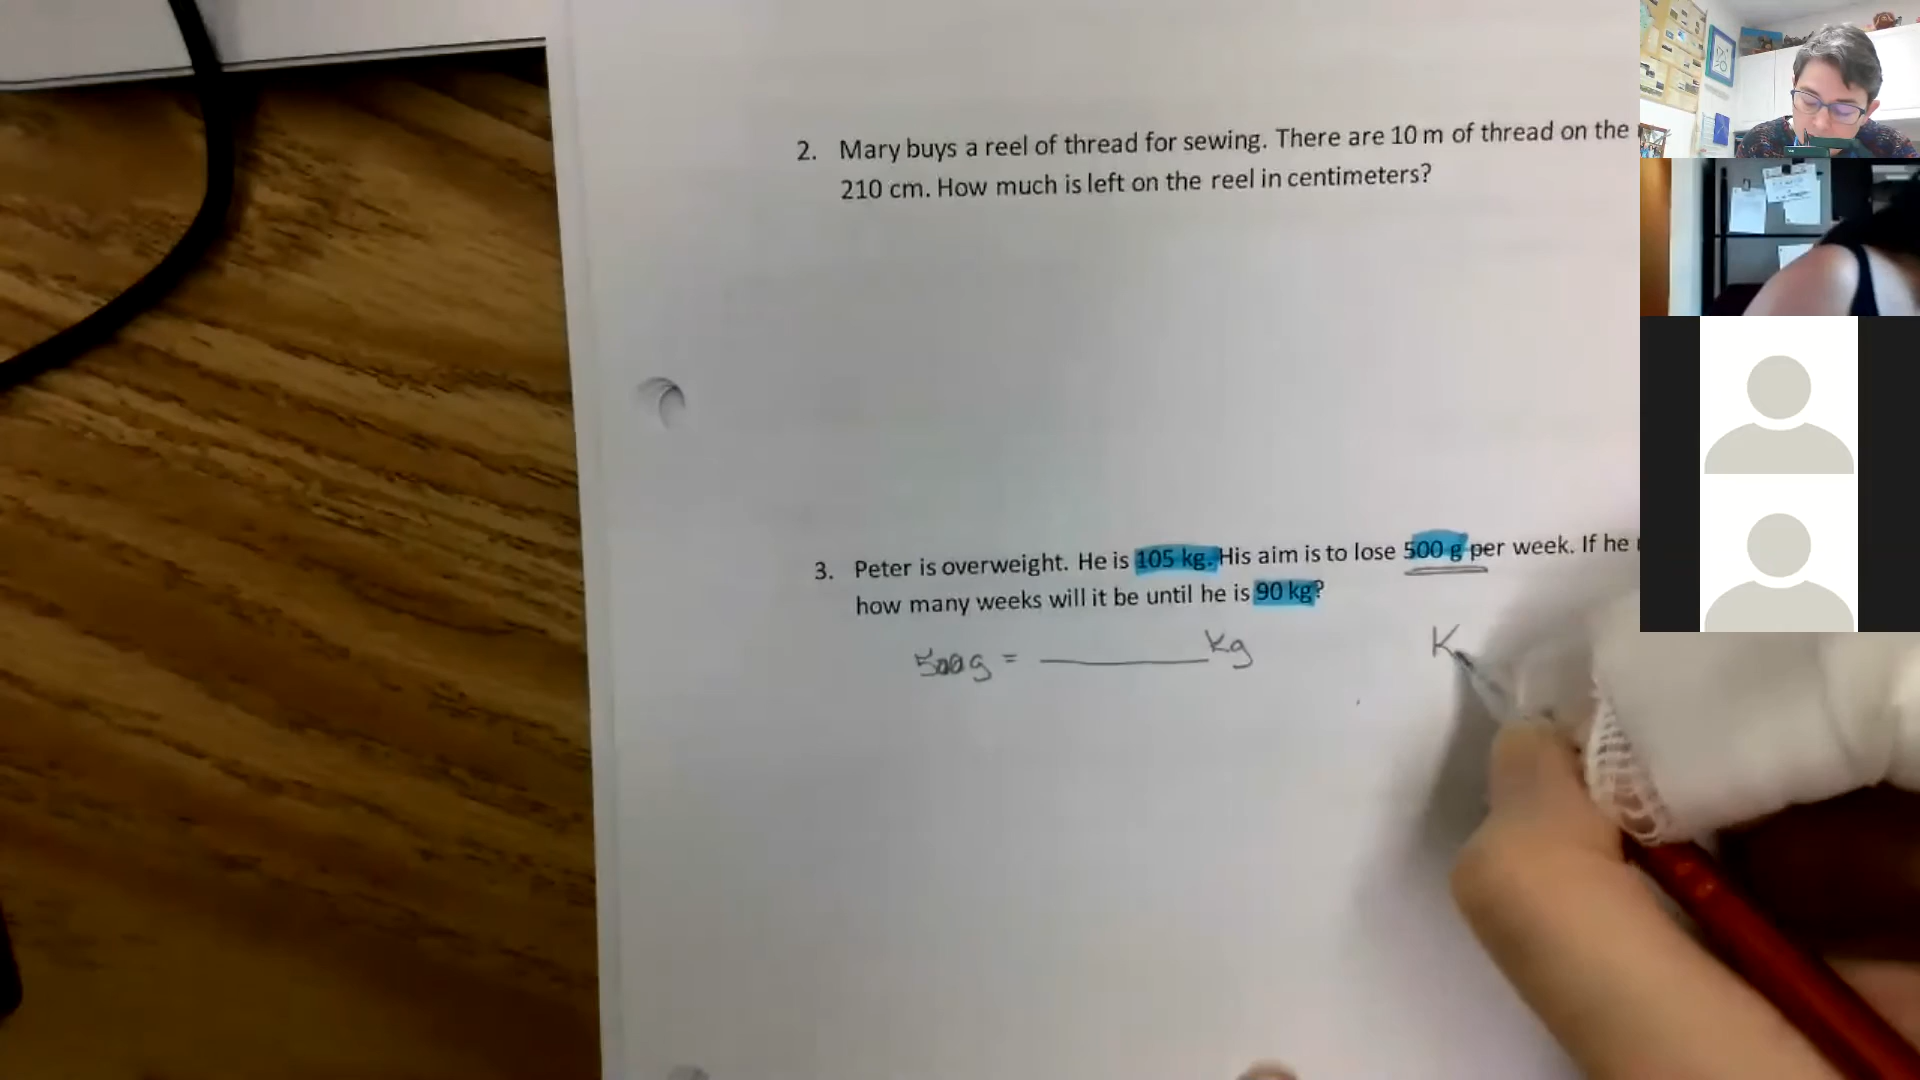 2. Mary buys a reel of thread for sewing. There are 10 m of thread on the
210 cm. How much is left on the reel in centimeters?
3. Peter is overweight. He is 105 kg. His aim is to lose 500 g per week. If he
how many weeks will it be until he is 90 kg?
500g = ________ kg
K